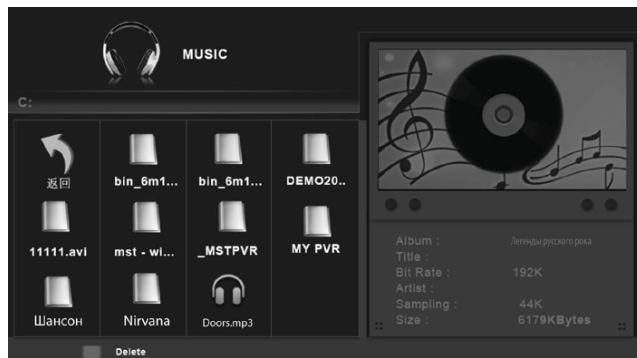 MUSIC
C:
返回
bin_6m1...
bin_6m1...
DEMO20..
11111.avi
mst - wi...
_MSTPVR
MY PVR
Шансон
Nirvana
Doors.mp3
Album : Легенды русского рока
Title :
Bit Rate : 192K
Artist :
Sampling : 44K
Size : 6179KBytes
Delete